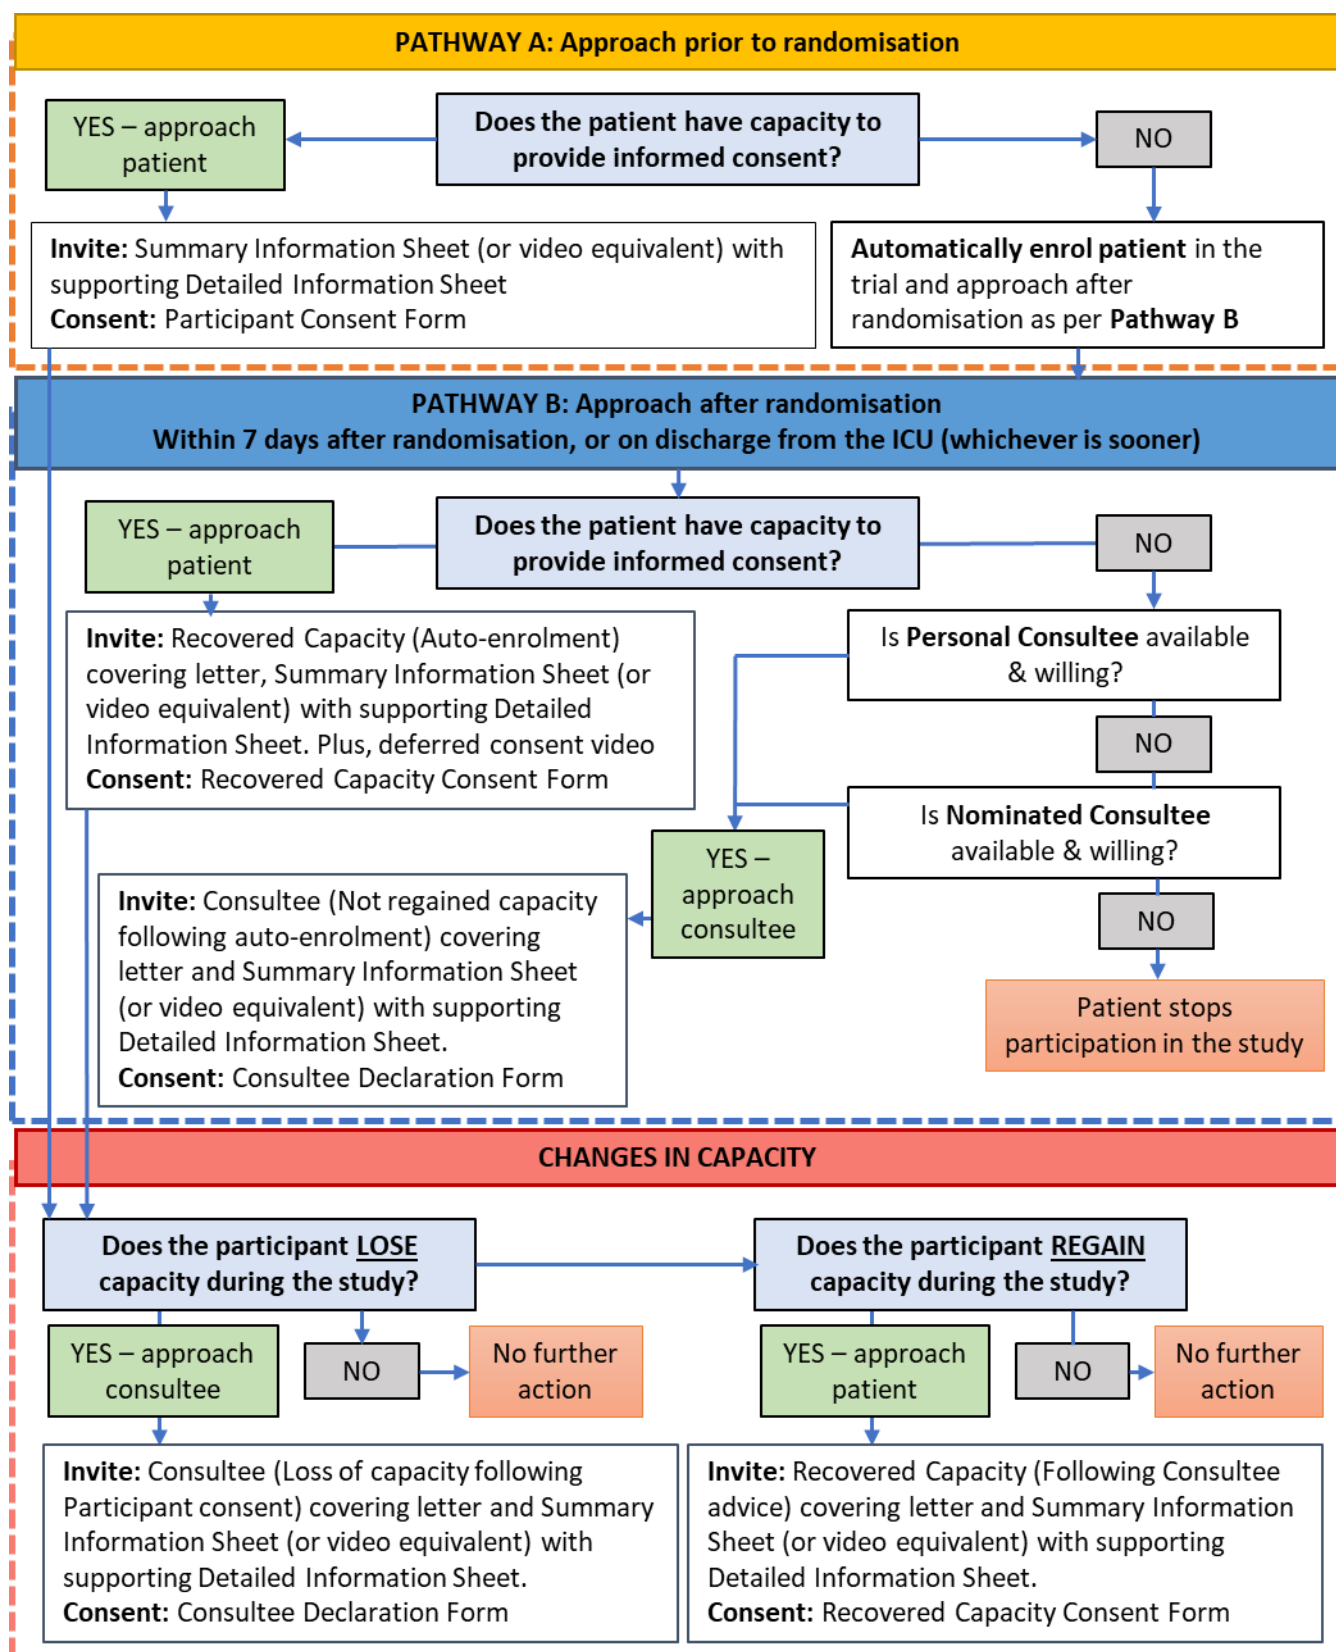 PATHWAY A: Approach prior to randomisation
YES – approach
patient
Does the patient have capacity to
provide informed consent?
NO
Invite: Summary Information Sheet (or video equivalent) with
supporting Detailed Information Sheet
Consent: Participant Consent Form
Automatically enrol patient in the
trial and approach after
randomisation as per Pathway B
PATHWAY B: Approach after randomisation
Within 7 days after randomisation, or on discharge from the ICU (whichever is sooner)
YES – approach
patient
Does the patient have capacity to
provide informed consent?
NO
Invite: Recovered Capacity (Auto-enrolment)
covering letter, Summary Information Sheet (or
video equivalent) with supporting Detailed
Information Sheet. Plus, deferred consent video
Consent: Recovered Capacity Consent Form
Is Personal Consultee available
& willing?
NO
Is Nominated Consultee
available & willing?
YES –
approach
consultee
NO
Invite: Consultee (Not regained capacity
following auto-enrolment) covering
letter and Summary Information Sheet
(or video equivalent) with supporting
Detailed Information Sheet.
Consent: Consultee Declaration Form
Patient stops
participation in the study
CHANGES IN CAPACITY
Does the participant LOSE
capacity during the study?
Does the participant REGAIN
capacity during the study?
YES – approach
consultee
NO
No further
action
YES – approach
patient
NO
No further
action
Invite: Consultee (Loss of capacity following
Participant consent) covering letter and Summary
Information Sheet (or video equivalent) with
supporting Detailed Information Sheet.
Consent: Consultee Declaration Form
Invite: Recovered Capacity (Following Consultee
advice) covering letter and Summary Information
Sheet (or video equivalent) with supporting
Detailed Information Sheet.
Consent: Recovered Capacity Consent Form